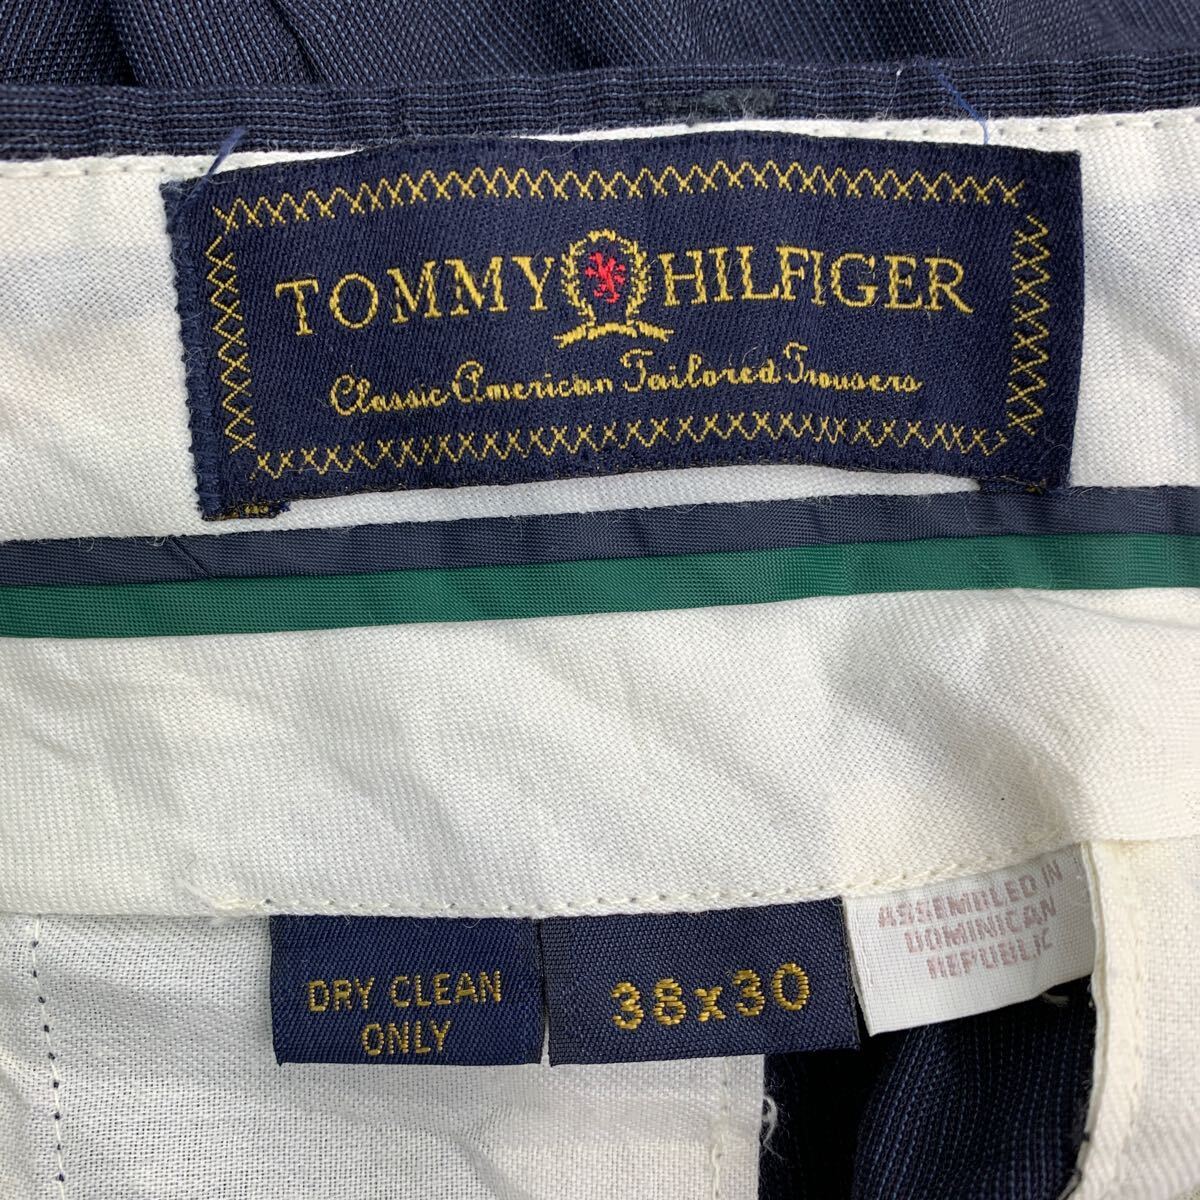 TOMMY HILFIGER
Classic American Tailored Trousers
DRY CLEAN
ONLY
38x30
ASSEMBLED IN
DOMINICAN
REPUBLIC